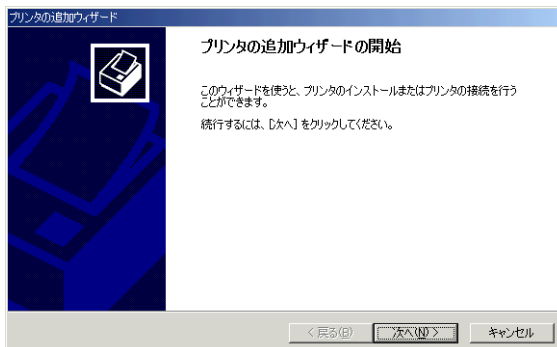 プリンタの追加ウィザード
プリンタの追加ウィザードの開始
このウィザードを使うと、プリンタのインストールまたはプリンタの接続を行う
ことができます。
続行するには、[次へ] をクリックしてください。
< 戻る(B)
次へ(N) >
キャンセル